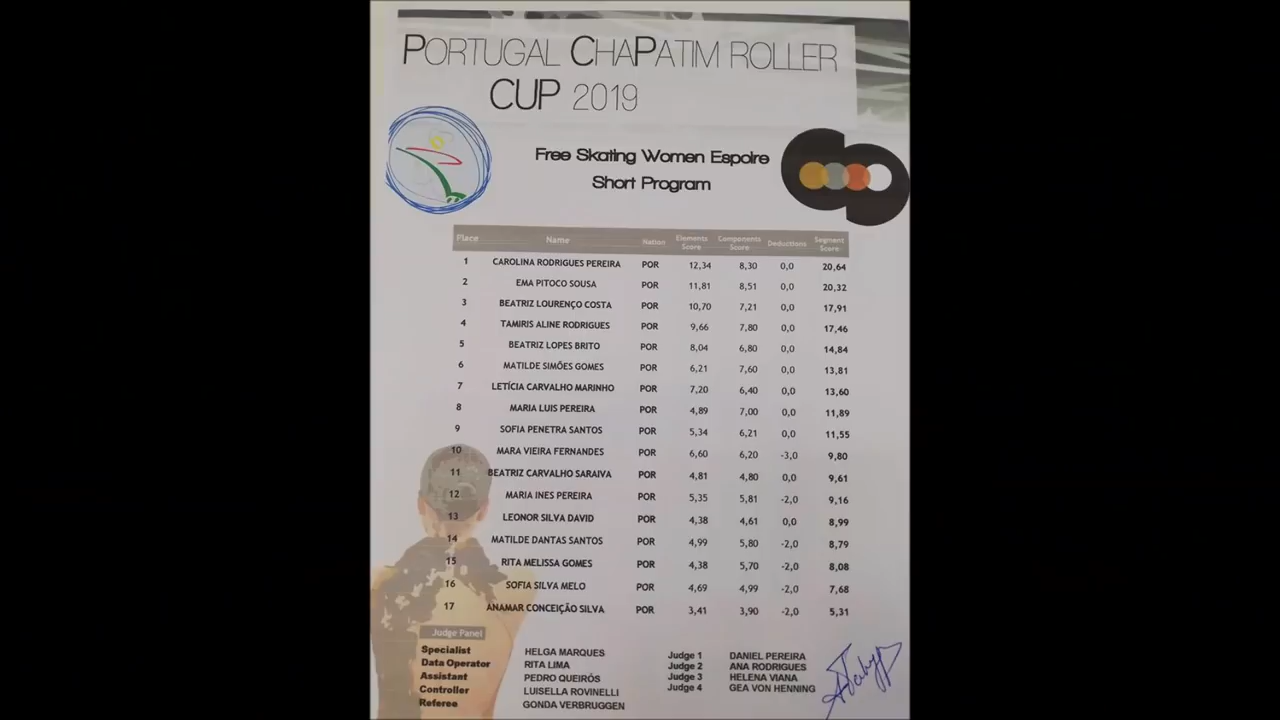 PORTUGAL CHAPATIM ROLLER
CUP 2019
Free Skating Women Espoire
Short Program
Place Name Nation Elements Score Components Score Deductions Segment Score
1 CAROLINA RODRIGUES PEREIRA POR 12,34 8,30 0,0 20,64
2 EMA PITOCO SOUSA POR 11,81 8,51 0,0 20,32
3 BEATRIZ LOURENÇO COSTA POR 10,70 7,21 0,0 17,91
4 TAMIRIS ALINE RODRIGUES POR 9,66 7,80 0,0 17,46
5 BEATRIZ LOPES BRITO POR 8,04 6,80 0,0 14,84
6 MATILDE SIMÕES GOMES POR 6,21 7,60 0,0 13,81
7 LETÍCIA CARVALHO MARINHO POR 7,20 6,40 0,0 13,60
8 MARIA LUIS PEREIRA POR 4,89 7,00 0,0 11,89
9 SOFIA PENETRA SANTOS POR 5,34 6,21 0,0 11,55
10 MARA VIEIRA FERNANDES POR 6,60 6,20 -3,0 9,80
11 BEATRIZ CARVALHO SARAIVA POR 4,81 4,80 0,0 9,61
12 MARIA INES PEREIRA POR 5,35 5,81 -2,0 9,16
13 LEONOR SILVA DAVID POR 4,38 4,61 0,0 8,99
14 MATILDE DANTAS SANTOS POR 4,99 5,80 -2,0 8,79
15 RITA MELISSA GOMES POR 4,38 5,70 -2,0 8,08
16 SOFIA SILVA MELO POR 4,69 4,99 -2,0 7,68
17 ANAMAR CONCEIÇÃO SILVA POR 3,41 3,90 -2,0 5,31
Judge Panel
Specialist HELGA MARQUES Judge 1 DANIEL PEREIRA
Data Operator RITA LIMA Judge 2 ANA RODRIGUES
Assistant PEDRO QUEIRÓS Judge 3 HELENA VIANA
Controller LUISELLA ROVINELLI Judge 4 GEA VON HENNING
Referee GONDA VERBRUGGEN